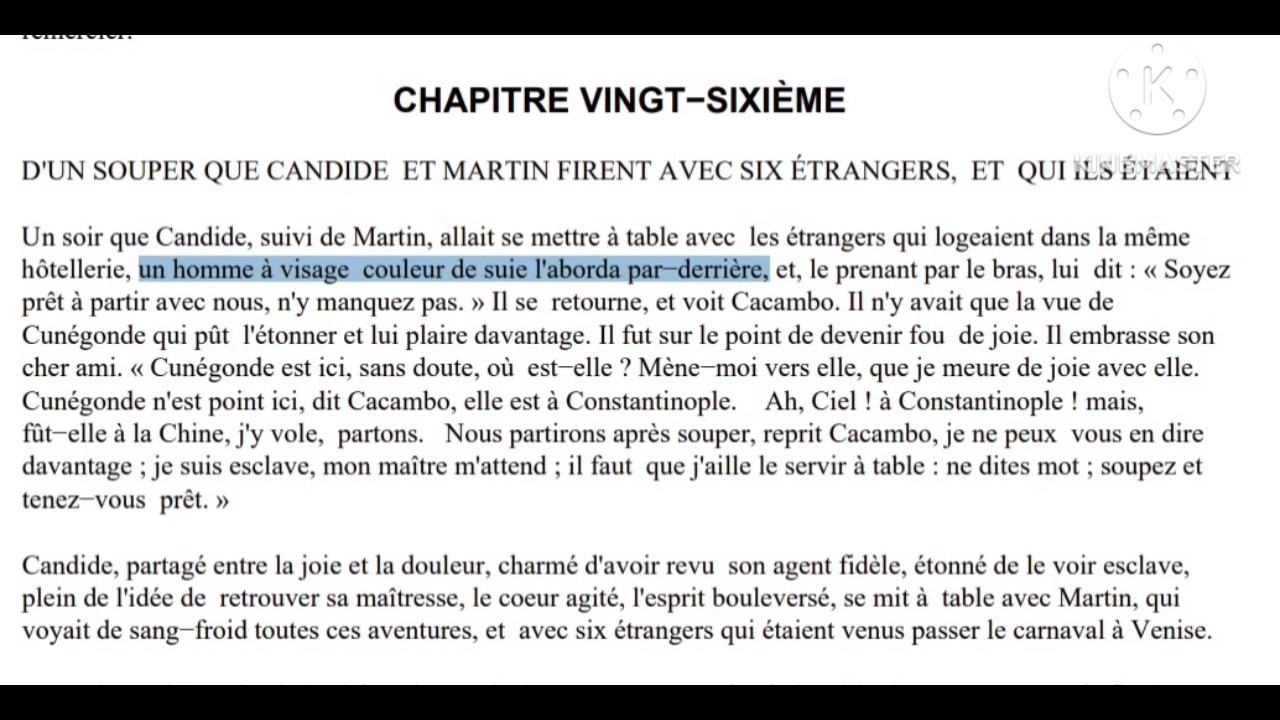 remercier.
CHAPITRE VINGT−SIXIÈME
D'UN SOUPER QUE CANDIDE ET MARTIN FIRENT AVEC SIX ÉTRANGERS, ET QUI ILS ÉTAIENT
KINEMASTER
Un soir que Candide, suivi de Martin, allait se mettre à table avec les étrangers qui logeaient dans la même
hôtellerie, un homme à visage couleur de suie l'aborda par−derrière, et, le prenant par le bras, lui dit : « Soyez
prêt à partir avec nous, n'y manquez pas. » Il se retourne, et voit Cacambo. Il n'y avait que la vue de
Cunégonde qui pût l'étonner et lui plaire davantage. Il fut sur le point de devenir fou de joie. Il embrasse son
cher ami. « Cunégonde est ici, sans doute, où est−elle ? Mène−moi vers elle, que je meure de joie avec elle.
Cunégonde n'est point ici, dit Cacambo, elle est à Constantinople. Ah, Ciel ! à Constantinople ! mais,
fût−elle à la Chine, j'y vole, partons. Nous partirons après souper, reprit Cacambo, je ne peux vous en dire
davantage ; je suis esclave, mon maître m'attend ; il faut que j'aille le servir à table : ne dites mot ; soupez et
tenez−vous prêt. »
Candide, partagé entre la joie et la douleur, charmé d'avoir revu son agent fidèle, étonné de le voir esclave,
plein de l'idée de retrouver sa maîtresse, le coeur agité, l'esprit bouleversé, se mit à table avec Martin, qui
voyait de sang−froid toutes ces aventures, et avec six étrangers qui étaient venus passer le carnaval à Venise.